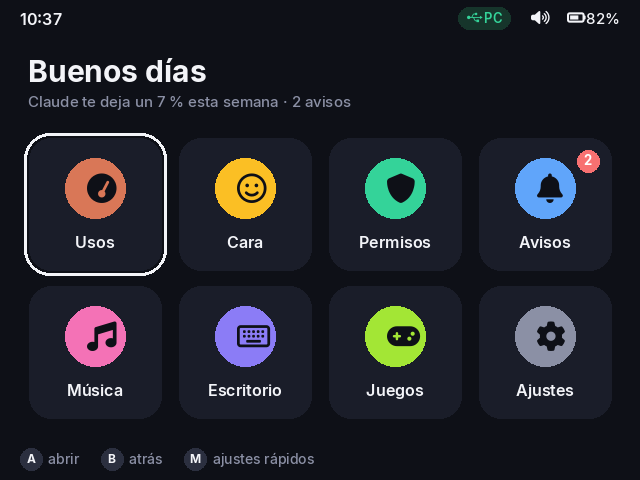 10:37 PC 82%
Buenos días
Claude te deja un 7 % esta semana · 2 avisos
2
Usos Cara Permisos Avisos
Música Escritorio Juegos Ajustes
A abrir B atrás M ajustes rápidos